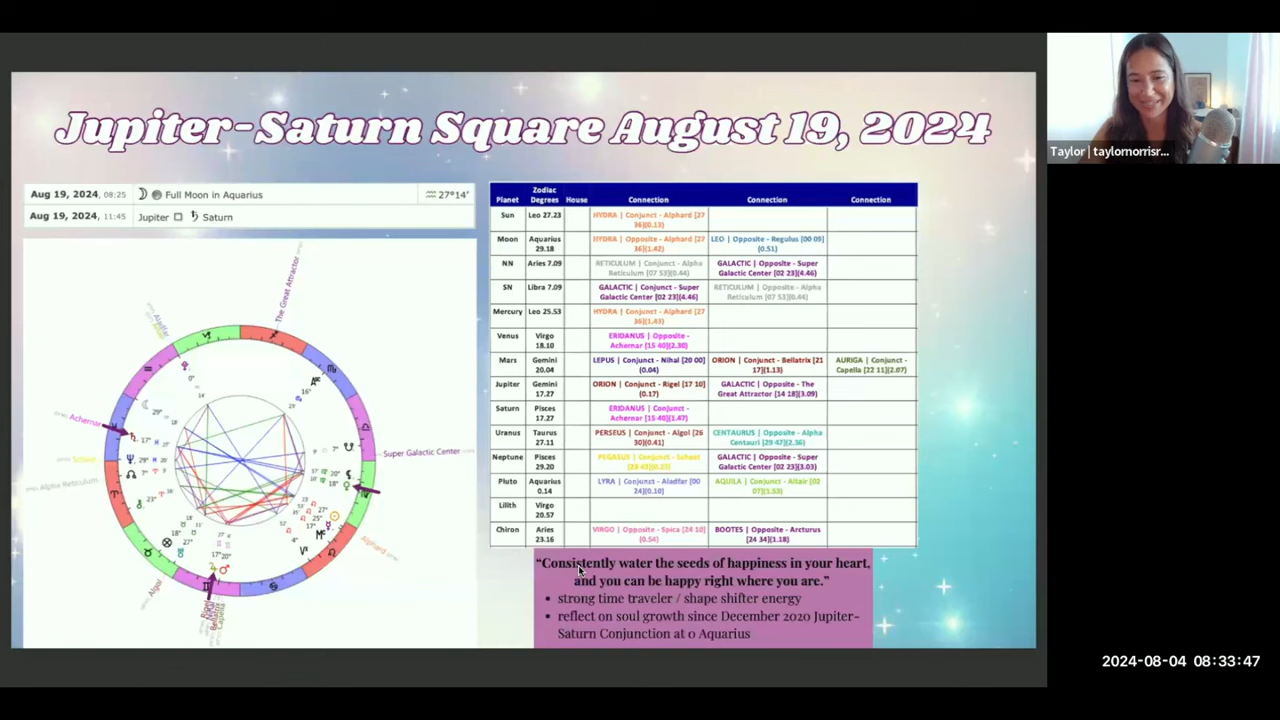 Jupiter-Saturn Square August 19, 2024
Aug 19, 2024, 08:25 Full Moon in Aquarius ♒ 27°14'
Aug 19, 2024, 11:45 Jupiter □ ♄ Saturn
The Great Attractor
Achernar
Super Galactic Center
Alpha Reticulum
Alphard
Algol
Rigel
Capella
Planet Zodiac Degrees House Connection Connection Connection
Sun Leo 27.23 HYDRA | Conjunct - Alphard [27 36](0.13)
Moon Aquarius 29.18 HYDRA | Opposite - Alphard [27 36](1.42) LEO | Opposite - Regulus [00 09](0.51)
NN Aries 7.09 RETICULUM | Conjunct - Alpha Reticulum [07 53](0.44) GALACTIC | Opposite - Super Galactic Center [02 23](4.46)
SN Libra 7.09 GALACTIC | Conjunct - Super Galactic Center [02 23](4.46) RETICULUM | Opposite - Alpha Reticulum [07 53](0.44)
Mercury Leo 25.53 HYDRA | Conjunct - Alphard [27 36](1.43)
Venus Virgo 18.10 ERIDANUS | Opposite - Achernar [15 40](2.30)
Mars Gemini 20.04 LEPUS | Conjunct - Nihal [20 00](0.04) ORION | Conjunct - Bellatrix [21 17](1.13) AURIGA | Conjunct - Capella [22 11](2.07)
Jupiter Gemini 17.27 ORION | Conjunct - Rigel [17 10](0.17) GALACTIC | Opposite - The Great Attractor [14 18](3.09)
Saturn Pisces 17.27 ERIDANUS | Conjunct - Achernar [15 40](1.47)
Uranus Taurus 27.11 PERSEUS | Conjunct - Algol [26 30](0.41) CENTAURUS | Opposite - Alpha Centauri [29 47](2.36)
Neptune Pisces 29.20 PEGASUS | Conjunct - Scheat GALACTIC | Opposite - Super Galactic Center [02 23](3.03)
Pluto Aquarius 0.14 LYRA | Conjunct - Aladfar [00 24](0.10) AQUILA | Conjunct - Altair [02 07](1.53)
Lilith Virgo 20.57
Chiron Aries 23.16 VIRGO | Opposite - Spica [24 10](0.54) BOOTES | Opposite - Arcturus [24 34](1.18)
“Consistently water the seeds of happiness in your heart,
and you can be happy right where you are.”
• strong time traveler / shape shifter energy
• reflect on soul growth since December 2020 Jupiter-
Saturn Conjunction at 0 Aquarius
Taylor | taylornorrisr...
2024-08-04 08:33:47